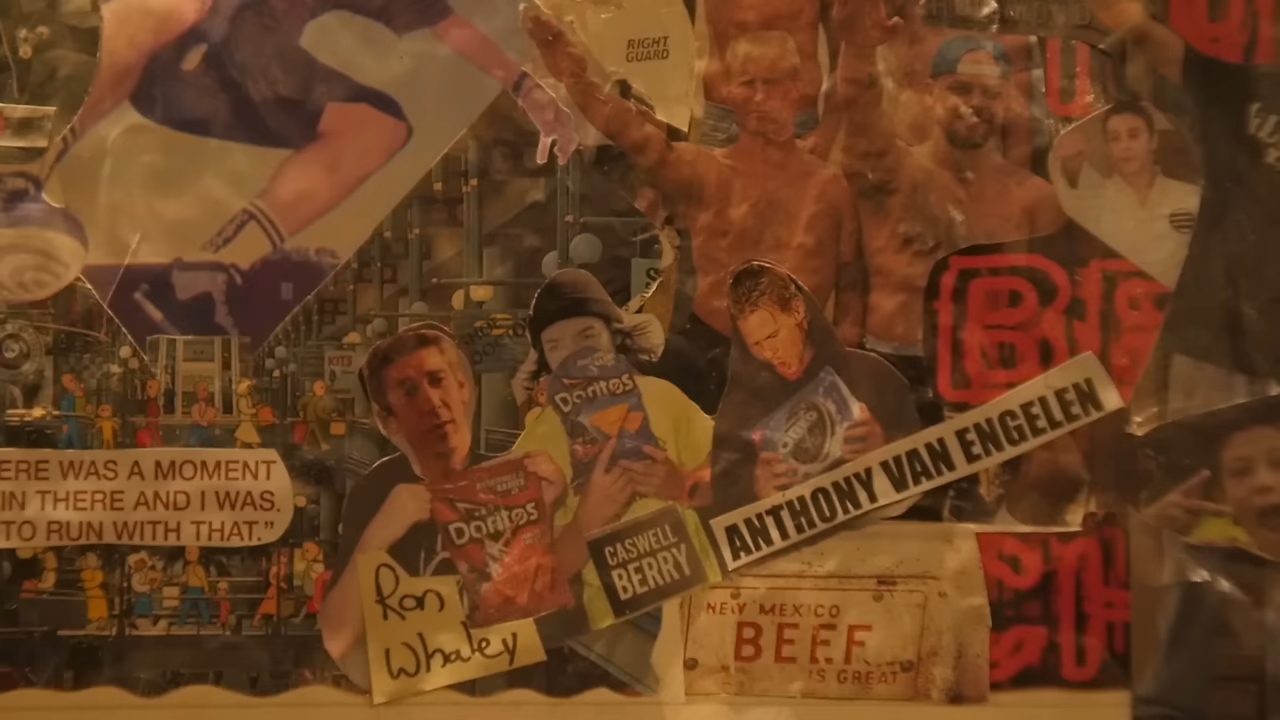 RIGHT
GUARD
KITS
ERE WAS A MOMENT
IN THERE AND I WAS.
TO RUN WITH THAT.”
Doritos
Doritos
OREO
CASWELL
BERRY
ANTHONY VAN ENGELEN
Ron
Whaley
NEW MEXICO
BEEF
IS GREAT